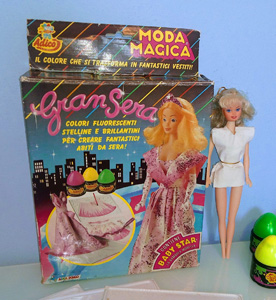 Adica
MODA
MAGICA
IL COLORE CHE SI TRASFORMA IN FANTASTICI VESTITI!
Gran Sera
COLORI FLUORESCENTI
STELLINE E BRILLANTINI
PER CREARE FANTASTICI
ABITI DA SERA!
BABY STAR